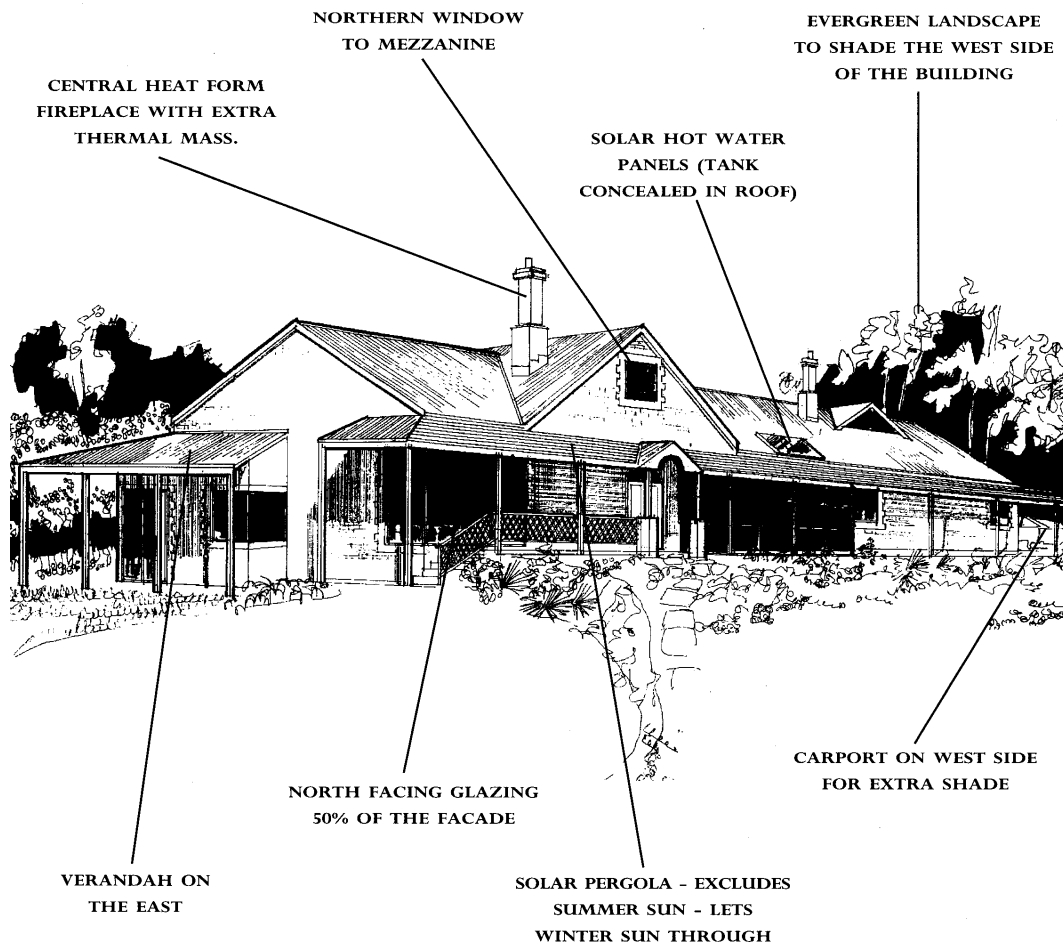 NORTHERN WINDOW
TO MEZZANINE
EVERGREEN LANDSCAPE
TO SHADE THE WEST SIDE
OF THE BUILDING
CENTRAL HEAT FORM
FIREPLACE WITH EXTRA
THERMAL MASS.
SOLAR HOT WATER
PANELS (TANK
CONCEALED IN ROOF)
CARPORT ON WEST SIDE
FOR EXTRA SHADE
NORTH FACING GLAZING
50% OF THE FACADE
VERANDAH ON
THE EAST
SOLAR PERGOLA - EXCLUDES
SUMMER SUN - LETS
WINTER SUN THROUGH